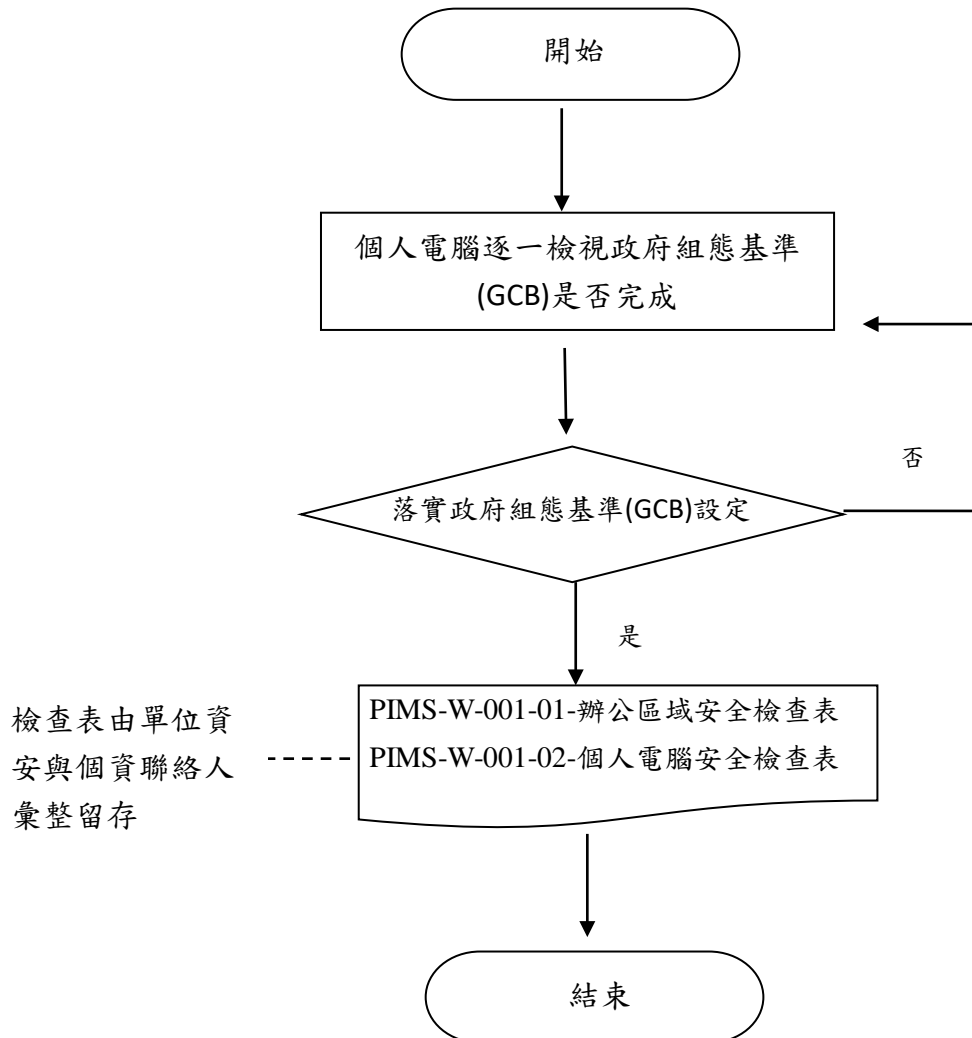 開始
個人電腦逐一檢視政府組態基準
(GCB)是否完成
否
落實政府組態基準(GCB)設定
是
PIMS-W-001-01-辦公區域安全檢查表
PIMS-W-001-02-個人電腦安全檢查表
檢查表由單位資
安與個資聯絡人
彙整留存
結束